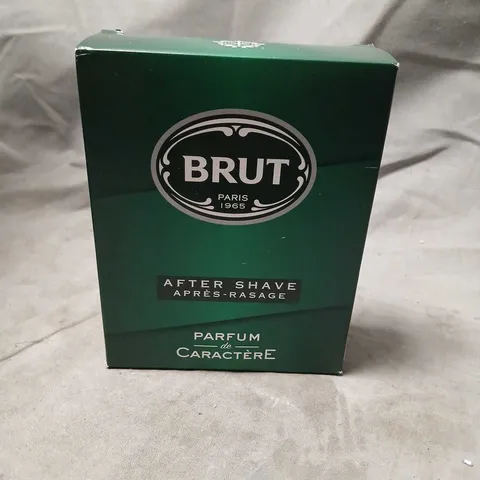 BRUT
PARIS
1965
AFTER SHAVE
APRÈS-RASAGE
PARFUM
de
CARACTÈRE